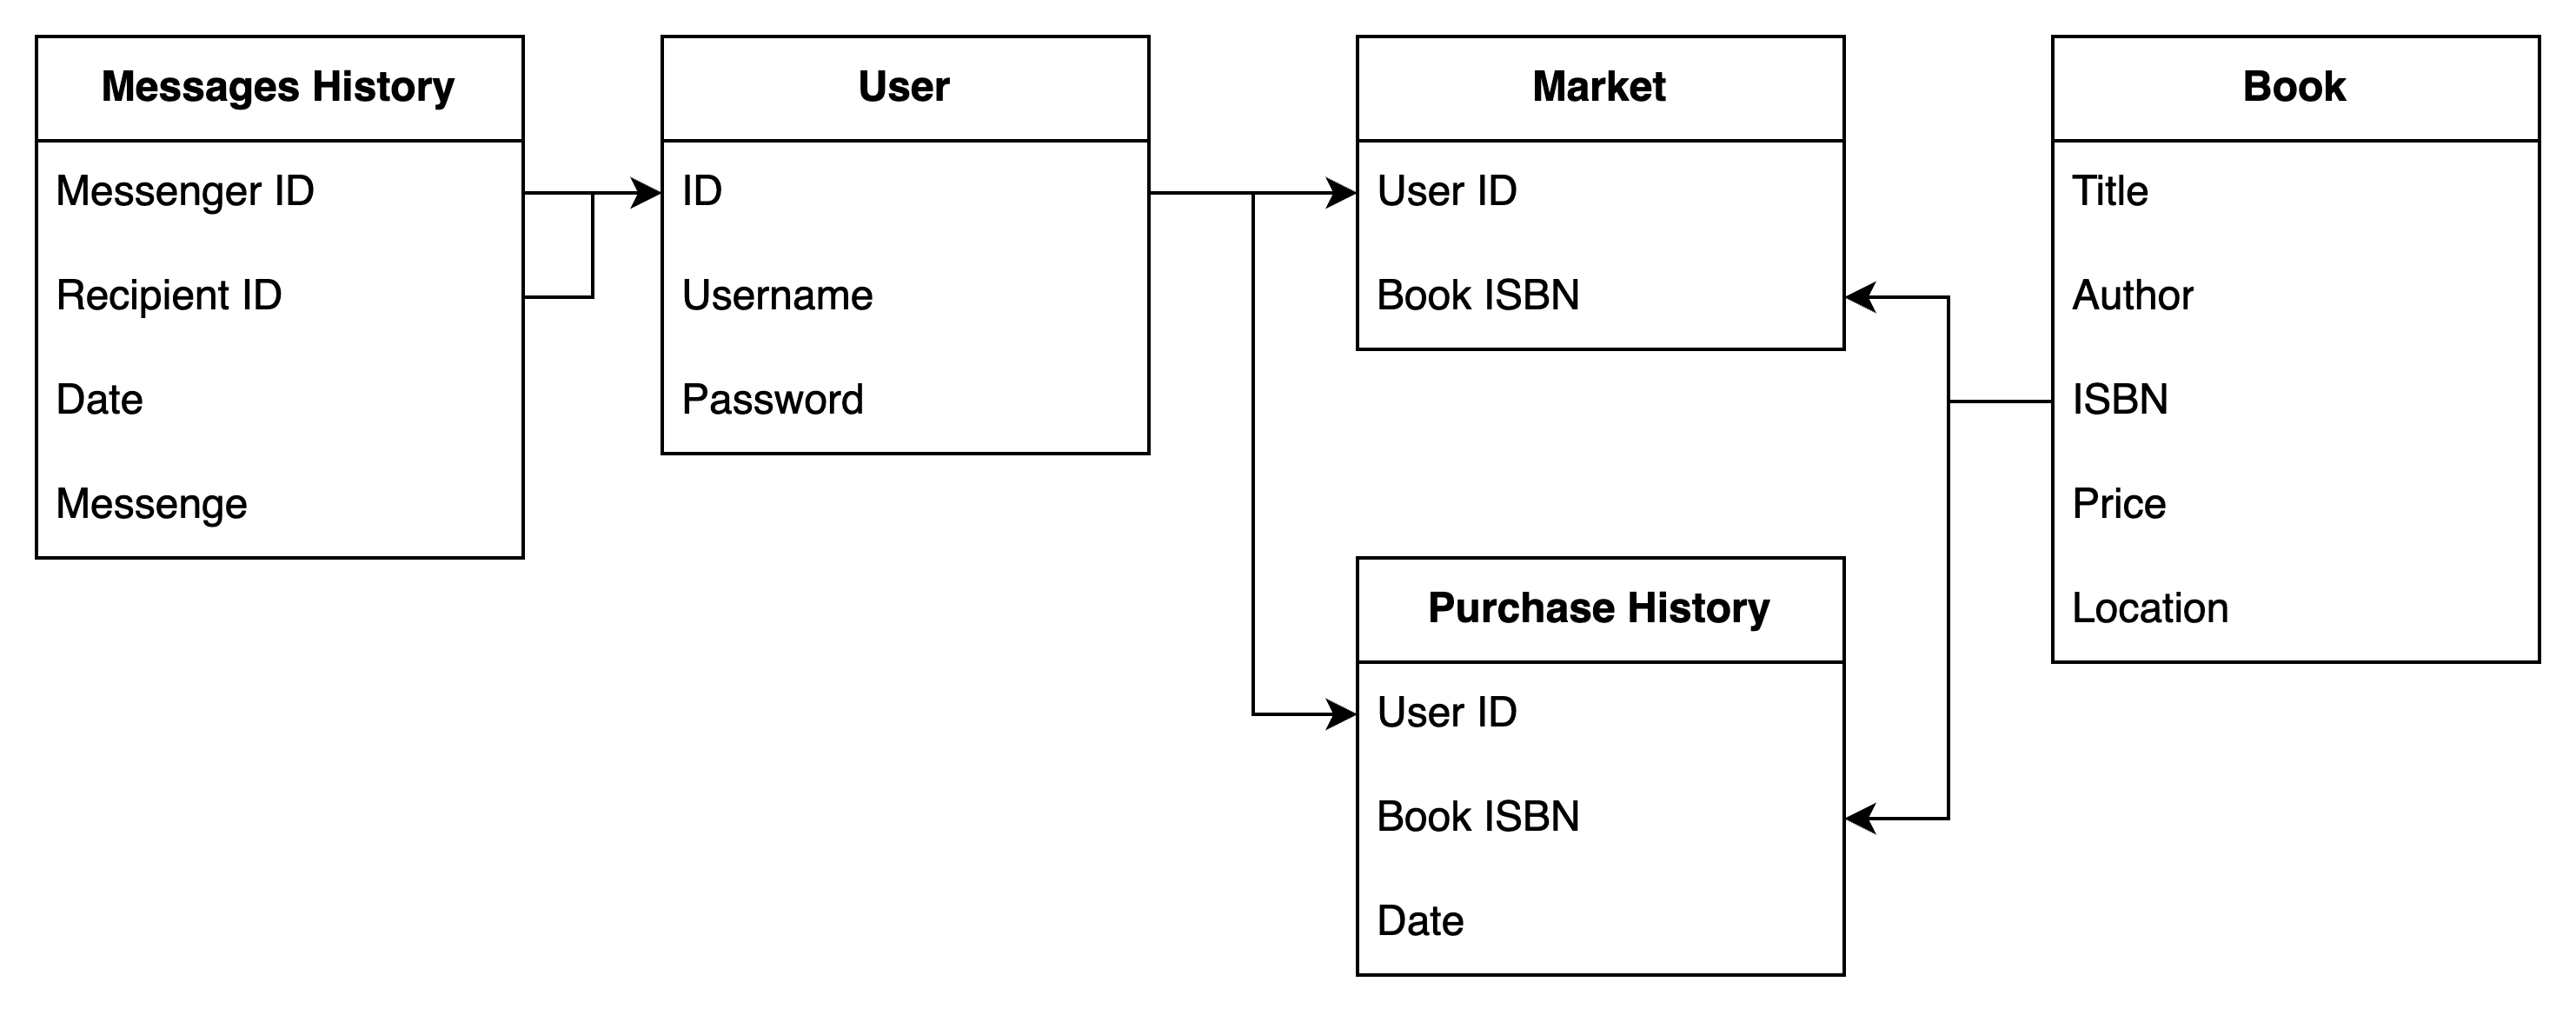 Messages History
Messenger ID
Recipient ID
Date
Messenge
User
ID
Username
Password
Market
User ID
Book ISBN
Purchase History
User ID
Book ISBN
Date
Book
Title
Author
ISBN
Price
Location